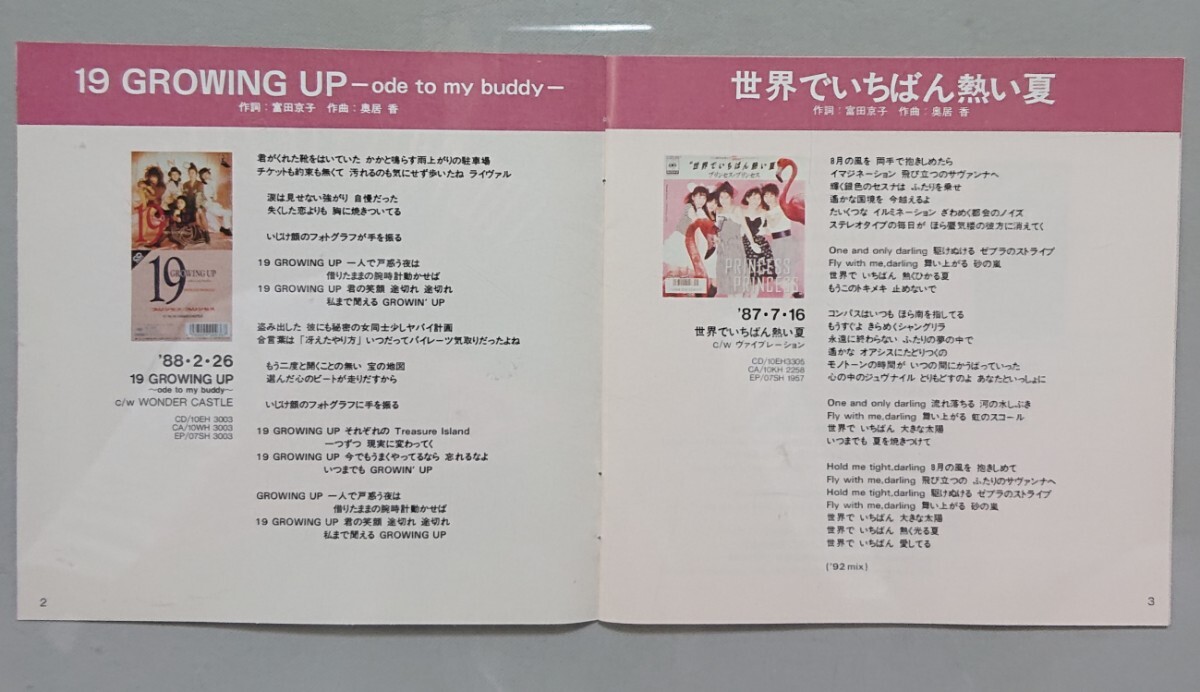 19 GROWING UP －ode to my buddy－
作詞：富田京子 作曲：奥居 香
19
19 GROWING UP
'88・2・26
19 GROWING UP
〜ode to my buddy〜
c/w WONDER CASTLE
CD/10EH 3003
CA/10WH 3003
EP/07SH 3003
君がくれた靴をはいていた かかと鳴らす雨上がりの駐車場
チケットも約束も無くて 汚れるのも気にせず歩いたね ライヴァル
涙は見せない強がり 自慢だった
失くした恋よりも 胸に焼きついてる
いじけ顔のフォトグラフが手を振る
19 GROWING UP 一人で戸惑う夜は
借りたままの腕時計動かせば
19 GROWING UP 君の笑顔 途切れ 途切れ
私まで聞える GROWIN' UP
盗み出した 彼にも秘密の女同士少しヤバイ計画
合言葉は「冴えたやり方」いつだってパイレーツ気取りだったよね
もう二度と開くことの無い 宝の地図
選んだ心のビートが走りだすから
いじけ顔のフォトグラフに手を振る
19 GROWING UP それぞれの Treasure Island
一つずつ 現実に変わってく
19 GROWING UP 今でもうまくやってるなら 忘れるなよ
いつまでも GROWIN' UP
GROWING UP 一人で戸惑う夜は
借りたままの腕時計動かせば
19 GROWING UP 君の笑顔 途切れ 途切れ
私まで聞える GROWING UP
2
世界でいちばん熱い夏
作詞：富田京子 作曲：奥居 香
世界でいちばん熱い夏
プリンセス・プリンセス
PRINCESS
PRINCESS
'87・7・16
世界でいちばん熱い夏
c/w ヴァイブレーション
CD/10EH3305
CA/10KH 2258
EP/07SH 1957
8月の風を 両手で抱きしめたら
イマジネーション 飛び立つのサヴァンナへ
輝く銀色のセスナは ふたりを乗せ
遥かな国境を 今越えるよ
たいくつな イルミネーション ざわめく都会のノイズ
ステレオタイプの毎日が ほら蜃気楼の彼方に消えてく
One and only darling 駆けぬける ゼブラのストライプ
Fly with me,darling 舞い上がる 砂の嵐
世界で いちばん 熱くひかる夏
もうこのトキメキ 止めないで
コンパスはいつも ほら南を指してる
もうすぐよ きらめくシャングリラ
永遠に終わらない ふたりの夢の中で
遥かな オアシスにたどりつくの
モノトーンの時間が いつの間にかうばっていった
心の中のジュヴナイル とりもどすのよ あなたといっしょに
One and only darling 流れ落ちる 河の水しぶき
Fly with me,darling 舞い上がる 虹のスコール
世界で いちばん 大きな太陽
いつまでも 夏を焼きつけて
Hold me tight,darling 8月の風を 抱きしめて
Fly with me,darling 飛び立つの ふたりのサヴァンナへ
Hold me tight,darling 駆けぬける ゼブラのストライプ
Fly with me,darling 舞い上がる 砂の嵐
世界で いちばん 大きな太陽
世界で いちばん 熱く光る夏
世界で いちばん 愛してる
('92 mix)
3